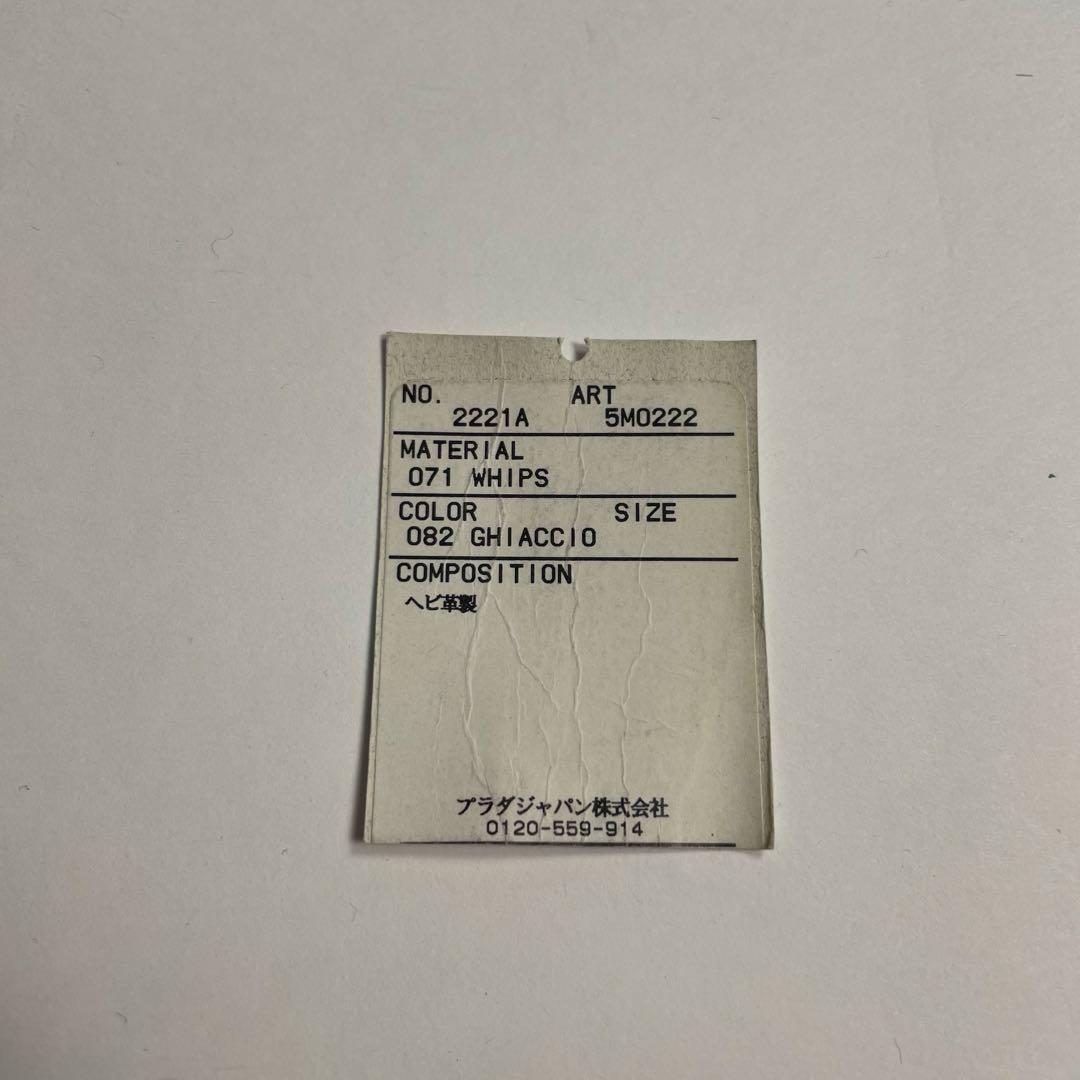 NO. ART
2221A 5M0222
MATERIAL
071 WHIPS
COLOR SIZE
082 GHIACCIO
COMPOSITION
ヘビ革製
プラダジャパン株式会社
0120-559-914